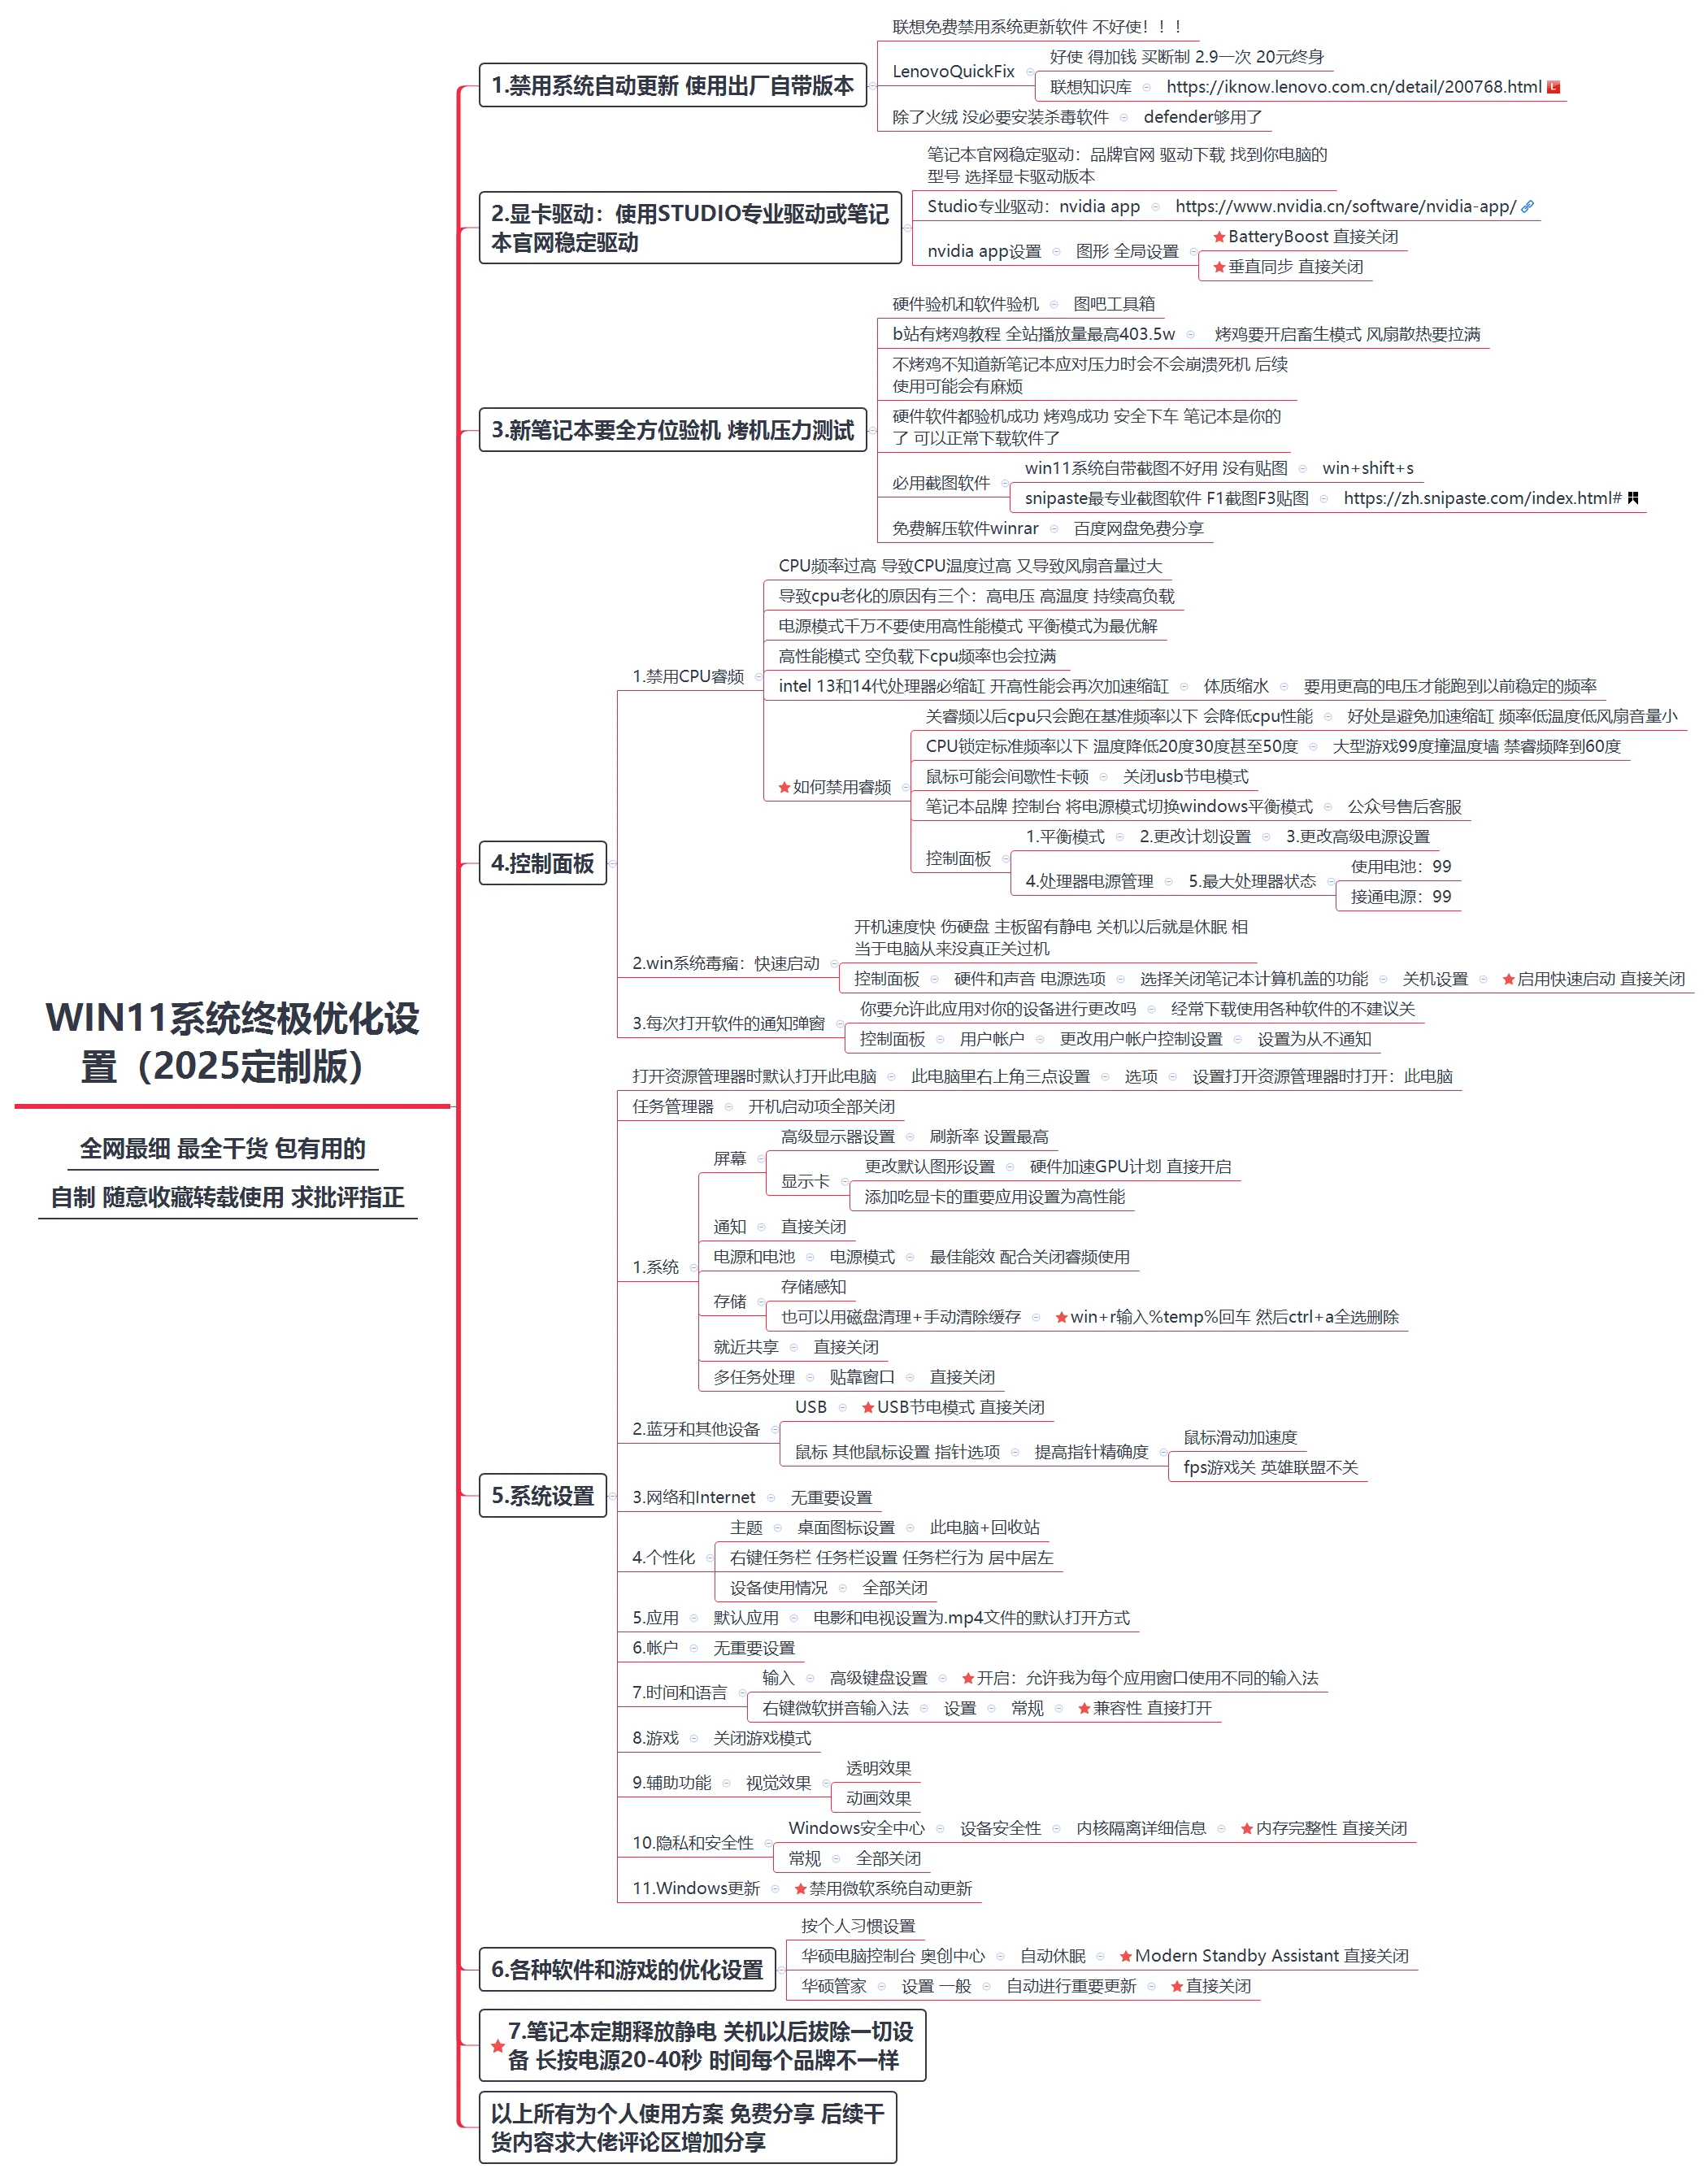 WIN11系统终极优化设
置（2025定制版）
全网最细 最全干货 包有用的
自制 随意收藏转载使用 求批评指正
1.禁用系统自动更新 使用出厂自带版本
联想免费禁用系统更新软件 不好使！！！
LenovoQuickFix
好使 得加钱 买断制 2.9一次 20元终身
联想知识库
https://iknow.lenovo.com.cn/detail/200768.html
除了火绒 没必要安装杀毒软件
defender够用了
2.显卡驱动：使用STUDIO专业驱动或笔记
本官网稳定驱动
笔记本官网稳定驱动：品牌官网 驱动下载 找到你电脑的
型号 选择显卡驱动版本
Studio专业驱动：nvidia app
https://www.nvidia.cn/software/nvidia-app/
nvidia app设置
图形 全局设置
BatteryBoost 直接关闭
垂直同步 直接关闭
3.新笔记本要全方位验机 烤机压力测试
硬件验机和软件验机
图吧工具箱
b站有烤鸡教程 全站播放量最高403.5w
烤鸡要开启畜生模式 风扇散热要拉满
不烤鸡不知道新笔记本应对压力时会不会崩溃死机 后续
使用可能会有麻烦
硬件软件都验机成功 烤鸡成功 安全下车 笔记本是你的
了 可以正常下载软件了
必用截图软件
win11系统自带截图不好用 没有贴图
win+shift+s
snipaste最专业截图软件 F1截图F3贴图
https://zh.snipaste.com/index.html#
免费解压软件winrar
百度网盘免费分享
4.控制面板
1.禁用CPU睿频
CPU频率过高 导致CPU温度过高 又导致风扇音量过大
导致cpu老化的原因有三个：高电压 高温度 持续高负载
电源模式千万不要使用高性能模式 平衡模式为最优解
高性能模式 空负载下cpu频率也会拉满
intel 13和14代处理器必缩缸 开高性能会再次加速缩缸
体质缩水
要用更高的电压才能跑到以前稳定的频率
如何禁用睿频
关睿频以后cpu只会跑在基准频率以下 会降低cpu性能
好处是避免加速缩缸 频率低温度低风扇音量小
CPU锁定标准频率以下 温度降低20度30度甚至50度
大型游戏99度撞温度墙 禁睿频降到60度
鼠标可能会间歇性卡顿
关闭usb节电模式
笔记本品牌 控制台 将电源模式切换windows平衡模式
公众号售后客服
控制面板
1.平衡模式
2.更改计划设置
3.更改高级电源设置
4.处理器电源管理
5.最大处理器状态
使用电池：99
接通电源：99
2.win系统毒瘤：快速启动
开机速度快 伤硬盘 主板留有静电 关机以后就是休眠 相
当于电脑从来没真正关过机
控制面板
硬件和声音 电源选项
选择关闭笔记本计算机盖的功能
关机设置
启用快速启动 直接关闭
3.每次打开软件的通知弹窗
你要允许此应用对你的设备进行更改吗
经常下载使用各种软件的不建议关
控制面板
用户帐户
更改用户帐户控制设置
设置为从不通知
5.系统设置
打开资源管理器时默认打开此电脑
此电脑里右上角三点设置
选项
设置打开资源管理器时打开：此电脑
任务管理器
开机启动项全部关闭
1.系统
屏幕
高级显示器设置
刷新率 设置最高
显示卡
更改默认图形设置
硬件加速GPU计划 直接开启
添加吃显卡的重要应用设置为高性能
通知
直接关闭
电源和电池
电源模式
最佳能效 配合关闭睿频使用
存储
存储感知
也可以用磁盘清理+手动清除缓存
win+r输入%temp%回车 然后ctrl+a全选删除
就近共享
直接关闭
多任务处理
贴靠窗口
直接关闭
2.蓝牙和其他设备
USB
USB节电模式 直接关闭
鼠标 其他鼠标设置 指针选项
提高指针精确度
鼠标滑动加速度
fps游戏关 英雄联盟不关
3.网络和Internet
无重要设置
4.个性化
主题
桌面图标设置
此电脑+回收站
右键任务栏 任务栏设置 任务栏行为 居中居左
设备使用情况
全部关闭
5.应用
默认应用
电影和电视设置为.mp4文件的默认打开方式
6.帐户
无重要设置
7.时间和语言
输入
高级键盘设置
开启：允许我为每个应用窗口使用不同的输入法
右键微软拼音输入法
设置
常规
兼容性 直接打开
8.游戏
关闭游戏模式
9.辅助功能
视觉效果
透明效果
动画效果
10.隐私和安全性
Windows安全中心
设备安全性
内核隔离详细信息
内存完整性 直接关闭
常规
全部关闭
11.Windows更新
禁用微软系统自动更新
6.各种软件和游戏的优化设置
按个人习惯设置
华硕电脑控制台 奥创中心
自动休眠
Modern Standby Assistant 直接关闭
华硕管家
设置 一般
自动进行重要更新
直接关闭
7.笔记本定期释放静电 关机以后拔除一切设
备 长按电源20-40秒 时间每个品牌不一样
以上所有为个人使用方案 免费分享 后续干
货内容求大佬评论区增加分享